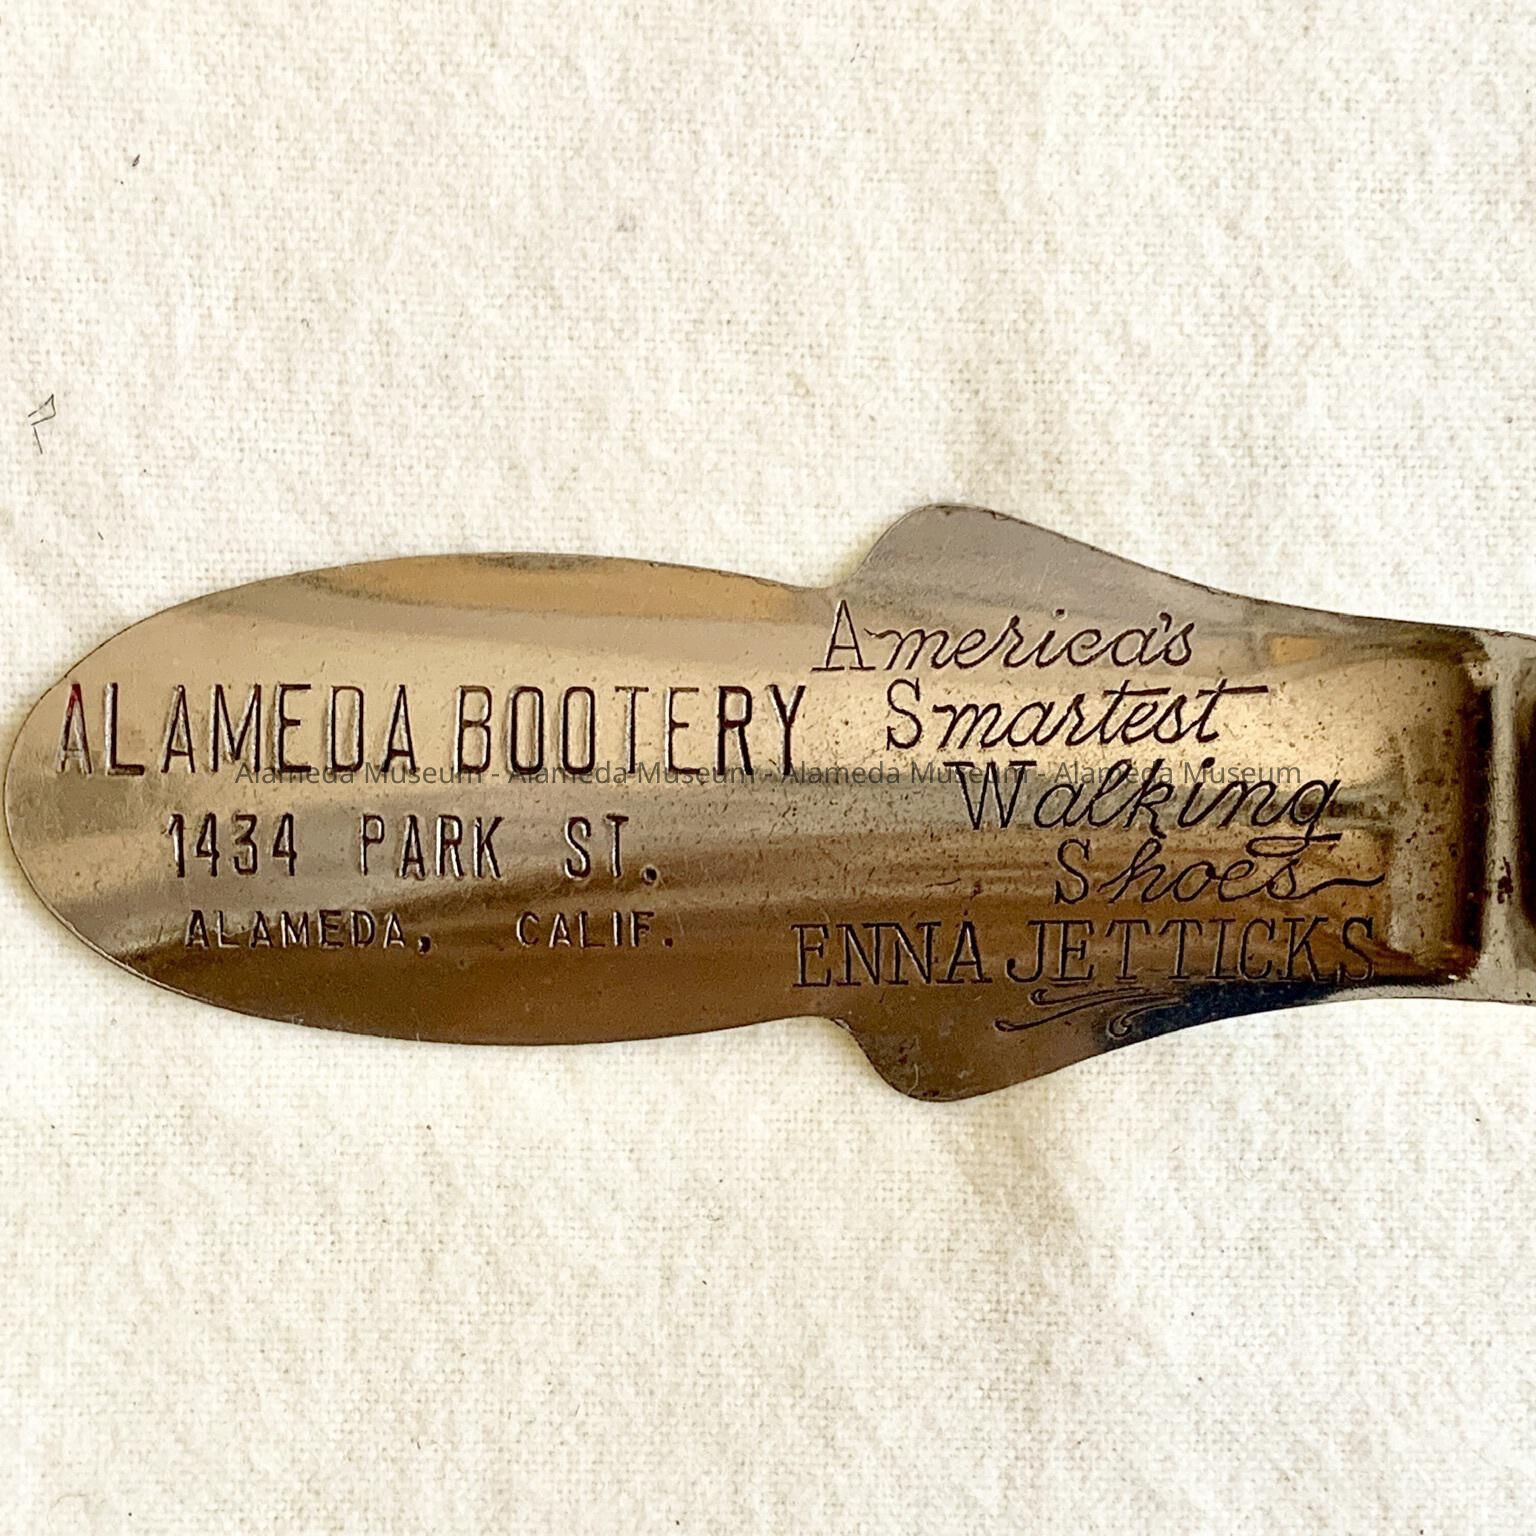 ALAMEDA BOOTERY
1434 PARK ST.
ALAMEDA, CALIF.
America's
Smartest
Walking
Shoes
ENNA JETTICKS
Alameda Museum - Alameda Museum - Alameda Museum - Alameda Museum